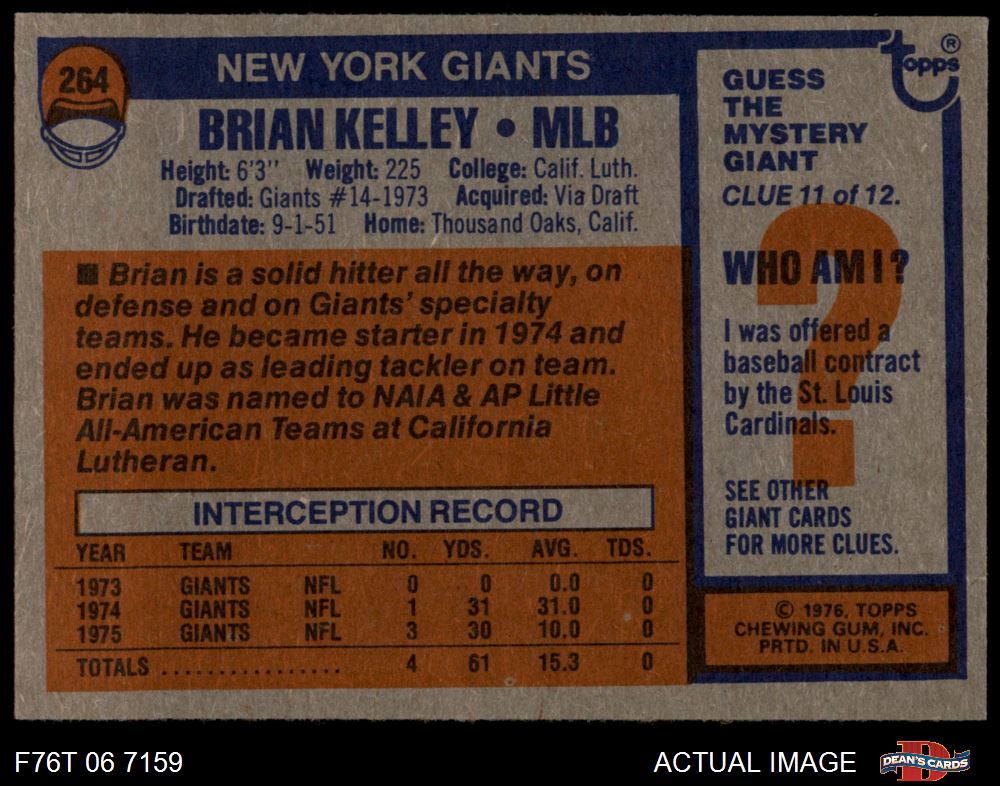 264
NEW YORK GIANTS
BRIAN KELLEY • MLB
Height: 6'3'' Weight: 225 College: Calif. Luth.
Drafted: Giants #14-1973 Acquired: Via Draft
Birthdate: 9-1-51 Home: Thousand Oaks, Calif.
■ Brian is a solid hitter all the way, on
defense and on Giants' specialty
teams. He became starter in 1974 and
ended up as leading tackler on team.
Brian was named to NAIA & AP Little
All-American Teams at California
Lutheran.
INTERCEPTION RECORD
YEAR TEAM NO. YDS. AVG. TDS.
1973 GIANTS NFL 0 0 0.0 0
1974 GIANTS NFL 1 31 31.0 0
1975 GIANTS NFL 3 30 10.0 0
TOTALS ................. 4 61 15.3 0
topps ®
GUESS
THE
MYSTERY
GIANT
CLUE 11 of 12.
?
WHO AM I?
I was offered a
baseball contract
by the St. Louis
Cardinals.
SEE OTHER
GIANT CARDS
FOR MORE CLUES.
© 1976, TOPPS
CHEWING GUM, INC.
PRTD. IN U.S.A.
F76T 06 7159
ACTUAL IMAGE
D
DEAN'S CARDS